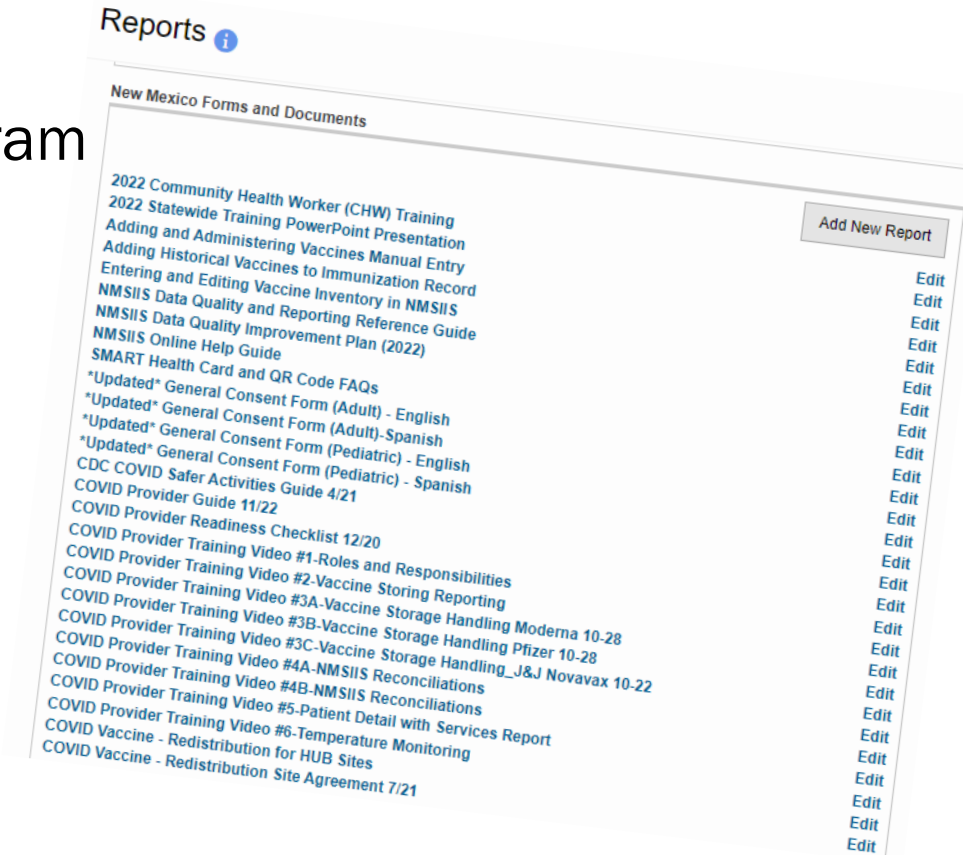 Reports
ram
New Mexico Forms and Documents
Add New Report
2022 Community Health Worker (CHW) Training Edit
2022 Statewide Training PowerPoint Presentation Edit
Adding and Administering Vaccines Manual Entry Edit
Adding Historical Vaccines to Immunization Record Edit
Entering and Editing Vaccine Inventory in NMSIIS Edit
NMSIIS Data Quality and Reporting Reference Guide Edit
NMSIIS Data Quality Improvement Plan (2022) Edit
NMSIIS Online Help Guide Edit
SMART Health Card and QR Code FAQs Edit
*Updated* General Consent Form (Adult) - English Edit
*Updated* General Consent Form (Adult)-Spanish Edit
*Updated* General Consent Form (Pediatric) - English Edit
*Updated* General Consent Form (Pediatric) - Spanish Edit
CDC COVID Safer Activities Guide 4/21 Edit
COVID Provider Guide 11/22 Edit
COVID Provider Readiness Checklist 12/20 Edit
COVID Provider Training Video #1-Roles and Responsibilities Edit
COVID Provider Training Video #2-Vaccine Storing Reporting Edit
COVID Provider Training Video #3A-Vaccine Storage Handling Moderna 10-28 Edit
COVID Provider Training Video #3B-Vaccine Storage Handling Pfizer 10-28 Edit
COVID Provider Training Video #3C-Vaccine Storage Handling_J&J Novavax 10-22 Edit
COVID Provider Training Video #4A-NMSIIS Reconciliations Edit
COVID Provider Training Video #4B-NMSIIS Reconciliations Edit
COVID Provider Training Video #5-Patient Detail with Services Report Edit
COVID Provider Training Video #6-Temperature Monitoring Edit
COVID Vaccine - Redistribution for HUB Sites Edit
COVID Vaccine - Redistribution Site Agreement 7/21 Edit